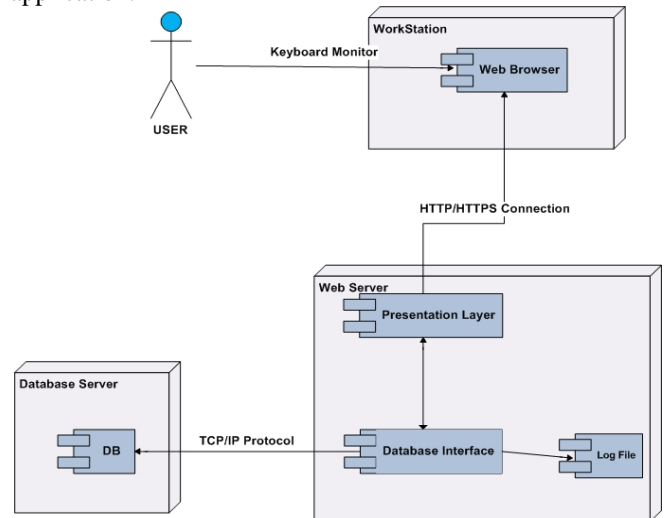 application.
WorkStation
Keyboard Monitor
Web Browser
USER
HTTP/HTTPS Connection
Web Server
Presentation Layer
Database Server
TCP/IP Protocol
DB
Database Interface
Log File